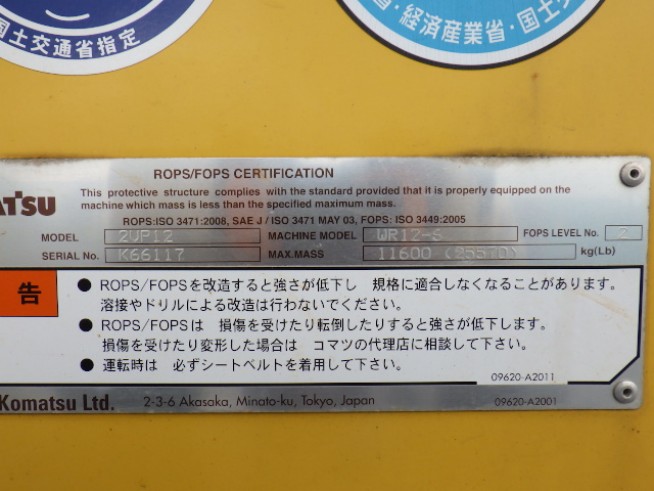 国土交通省指定
省・経済産業省・国土
ROPS/FOPS CERTIFICATION
ATSU
This protective structure complies with the standard provided that it is properly equipped on the
machine which mass is less than the specified maximum mass.
ROPS:ISO 3471:2008, SAE J / ISO 3471 MAY 03, FOPS: ISO 3449:2005
MODEL 2UP12 MACHINE MODEL WR12-6 FOPS LEVEL No. 2
SERIAL No. K66117 MAX.MASS 11600 (25570) kg(Lb)
告
● ROPS/FOPSを改造すると強さが低下し 規格に適合しなくなることがあります。
溶接やドリルによる改造は行わないでください。
● ROPS/FOPSは 損傷を受けたり転倒したりすると強さが低下します。
損傷を受けたり変形した場合は コマツの代理店に相談して下さい。
● 運転時は 必ずシートベルトを着用して下さい。
09620-A2011
Komatsu Ltd. 2-3-6 Akasaka, Minato-ku, Tokyo, Japan 09620-A2001